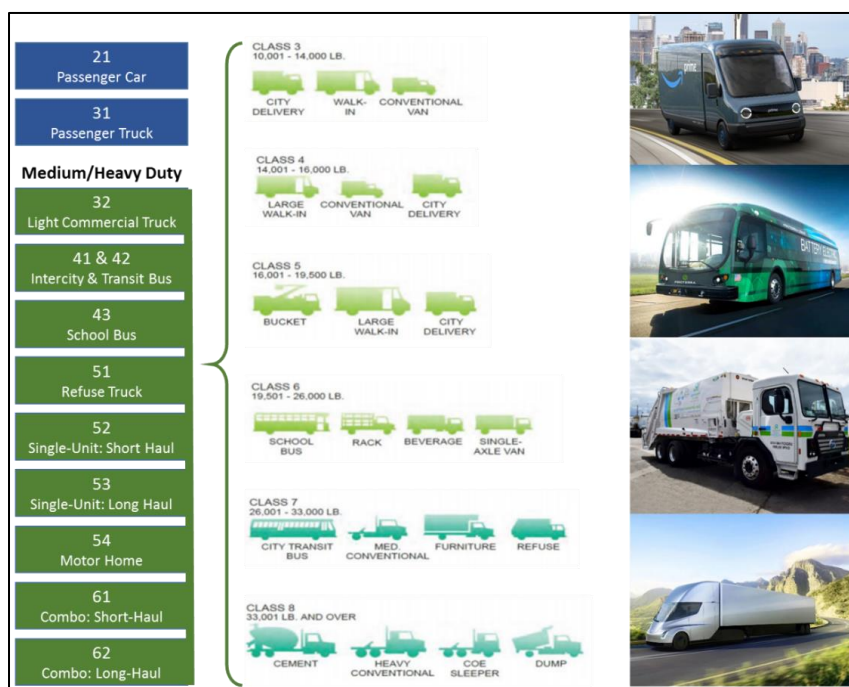 21
Passenger Car
31
Passenger Truck
Medium/Heavy Duty
32
Light Commercial Truck
41 & 42
Intercity & Transit Bus
43
School Bus
51
Refuse Truck
52
Single-Unit: Short Haul
53
Single-Unit: Long Haul
54
Motor Home
61
Combo: Short-Haul
62
Combo: Long-Haul
CLASS 3
10,001 - 14,000 LB.
CITY
DELIVERY
WALK-
IN
CONVENTIONAL
VAN
CLASS 4
14,001 - 16,000 LB.
LARGE
WALK-IN
CONVENTIONAL
VAN
CITY
DELIVERY
CLASS 5
16,001 - 19,500 LB.
BUCKET
LARGE
WALK-IN
CITY
DELIVERY
CLASS 6
19,501 - 26,000 LB.
SCHOOL
BUS
RACK
BEVERAGE
SINGLE-
AXLE VAN
CLASS 7
26,001 - 33,000 LB.
CITY TRANSIT
BUS
MED.
CONVENTIONAL
FURNITURE
REFUSE
CLASS 8
33,001 LB. AND OVER
CEMENT
HEAVY
CONVENTIONAL
COE
SLEEPER
DUMP
prime
BATTERY ELECTRIC